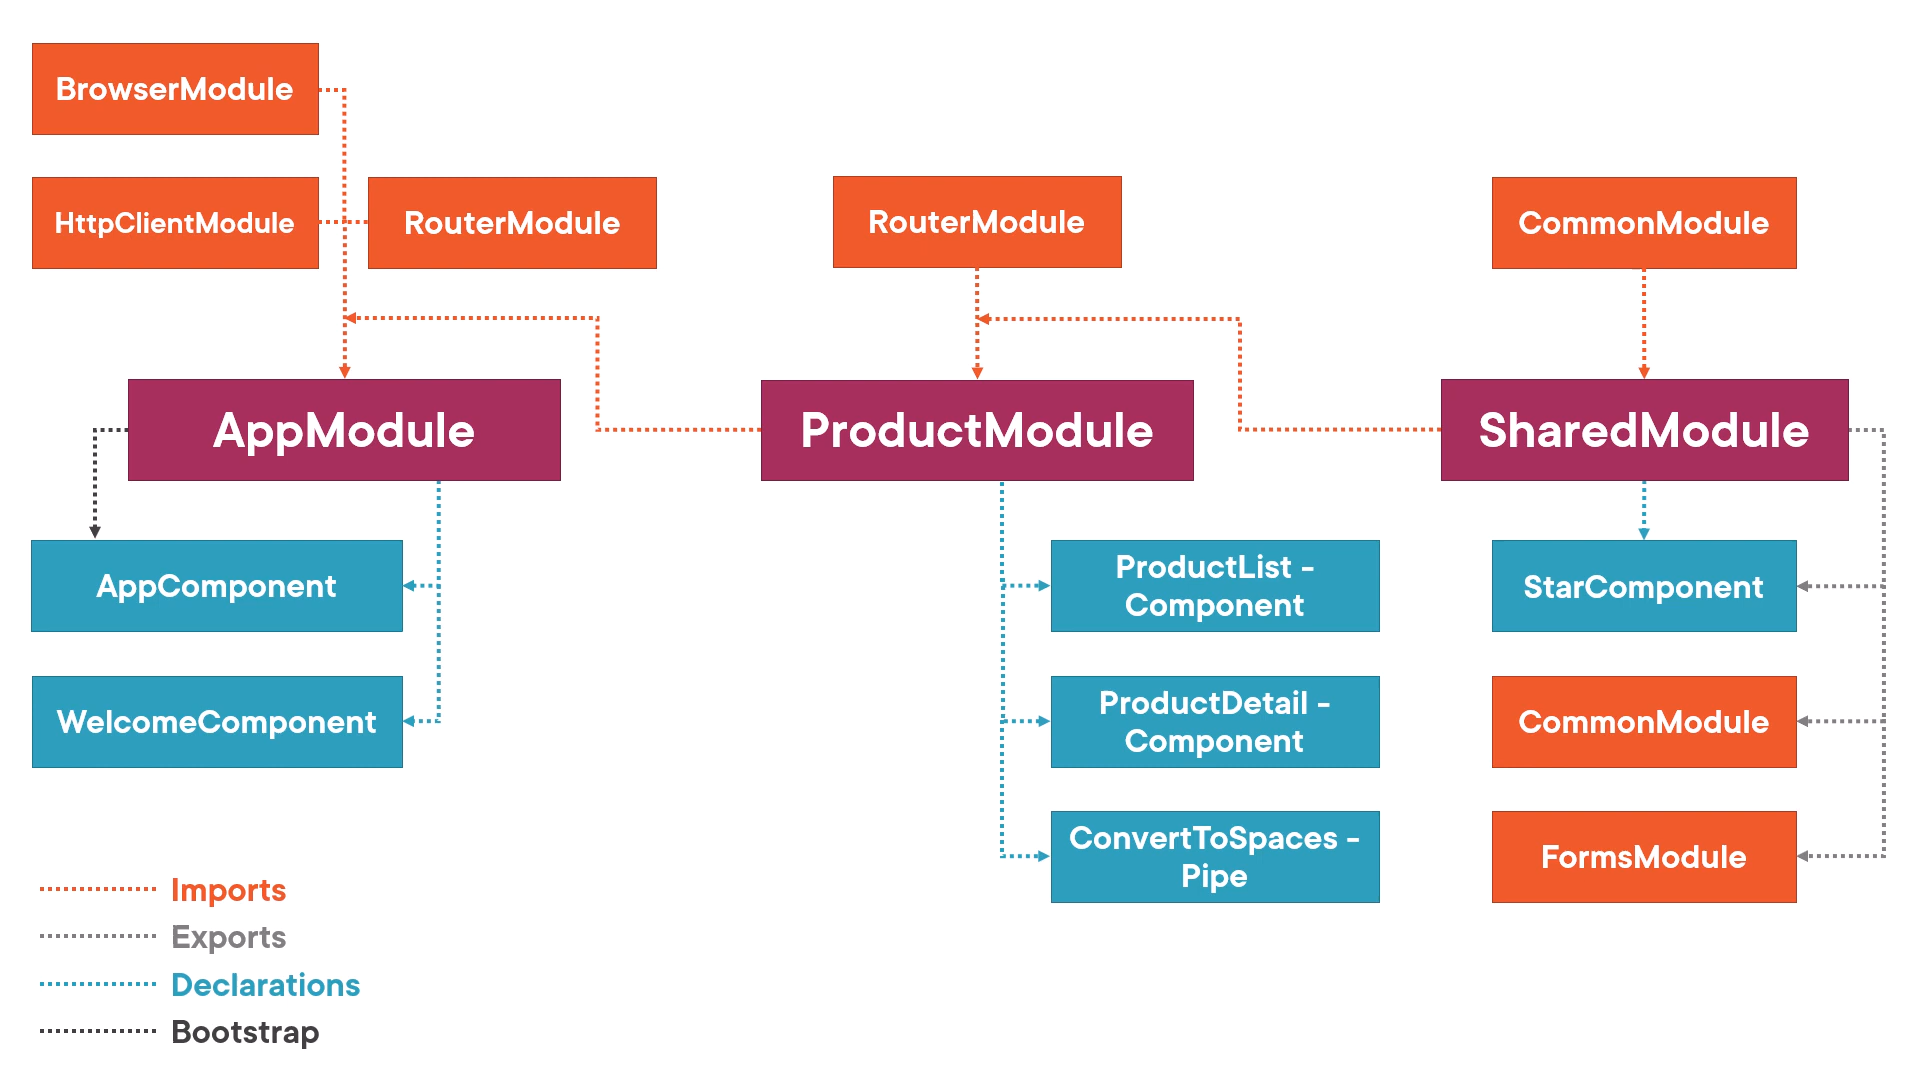 BrowserModule
HttpClientModule
RouterModule
RouterModule
CommonModule
AppModule
ProductModule
SharedModule
AppComponent
WelcomeComponent
ProductList -
Component
ProductDetail -
Component
ConvertToSpaces -
Pipe
StarComponent
CommonModule
FormsModule
Imports
Exports
Declarations
Bootstrap